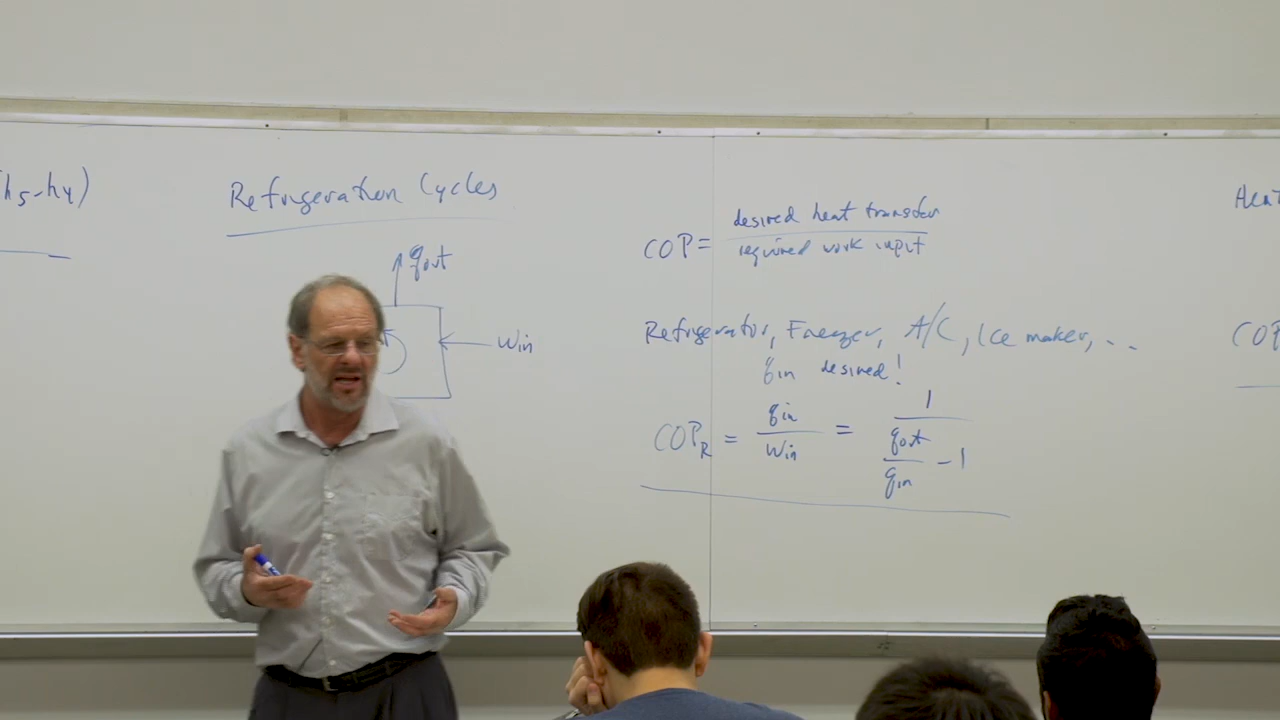 (h5-h4)
Refrigeration Cycles
qout
Win
COP = desired heat transfer / required work input
Refrigerator, Freezer, A/C, Ice maker, ...
qin desired!
COPR = qin / Win = 1 / (qout / qin - 1)
Heat
COP